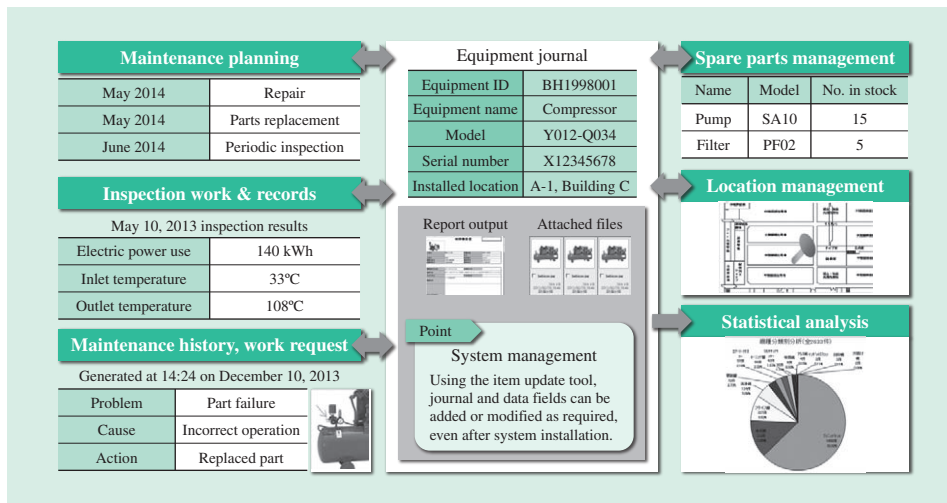 Maintenance planning
May 2014 Repair
May 2014 Parts replacement
June 2014 Periodic inspection
Inspection work & records
May 10, 2013 inspection results
Electric power use 140 kWh
Inlet temperature 33ºC
Outlet temperature 108ºC
Maintenance history, work request
Generated at 14:24 on December 10, 2013
Problem Part failure
Cause Incorrect operation
Action Replaced part
Equipment journal
Equipment ID BH1998001
Equipment name Compressor
Model Y012-Q034
Serial number X12345678
Installed location A-1, Building C
Report output Attached files
Point
System management
Using the item update tool,
journal and data fields can be
added or modified as required,
even after system installation.
Spare parts management
Name Model No. in stock
Pump SA10 15
Filter PF02 5
Location management
Statistical analysis